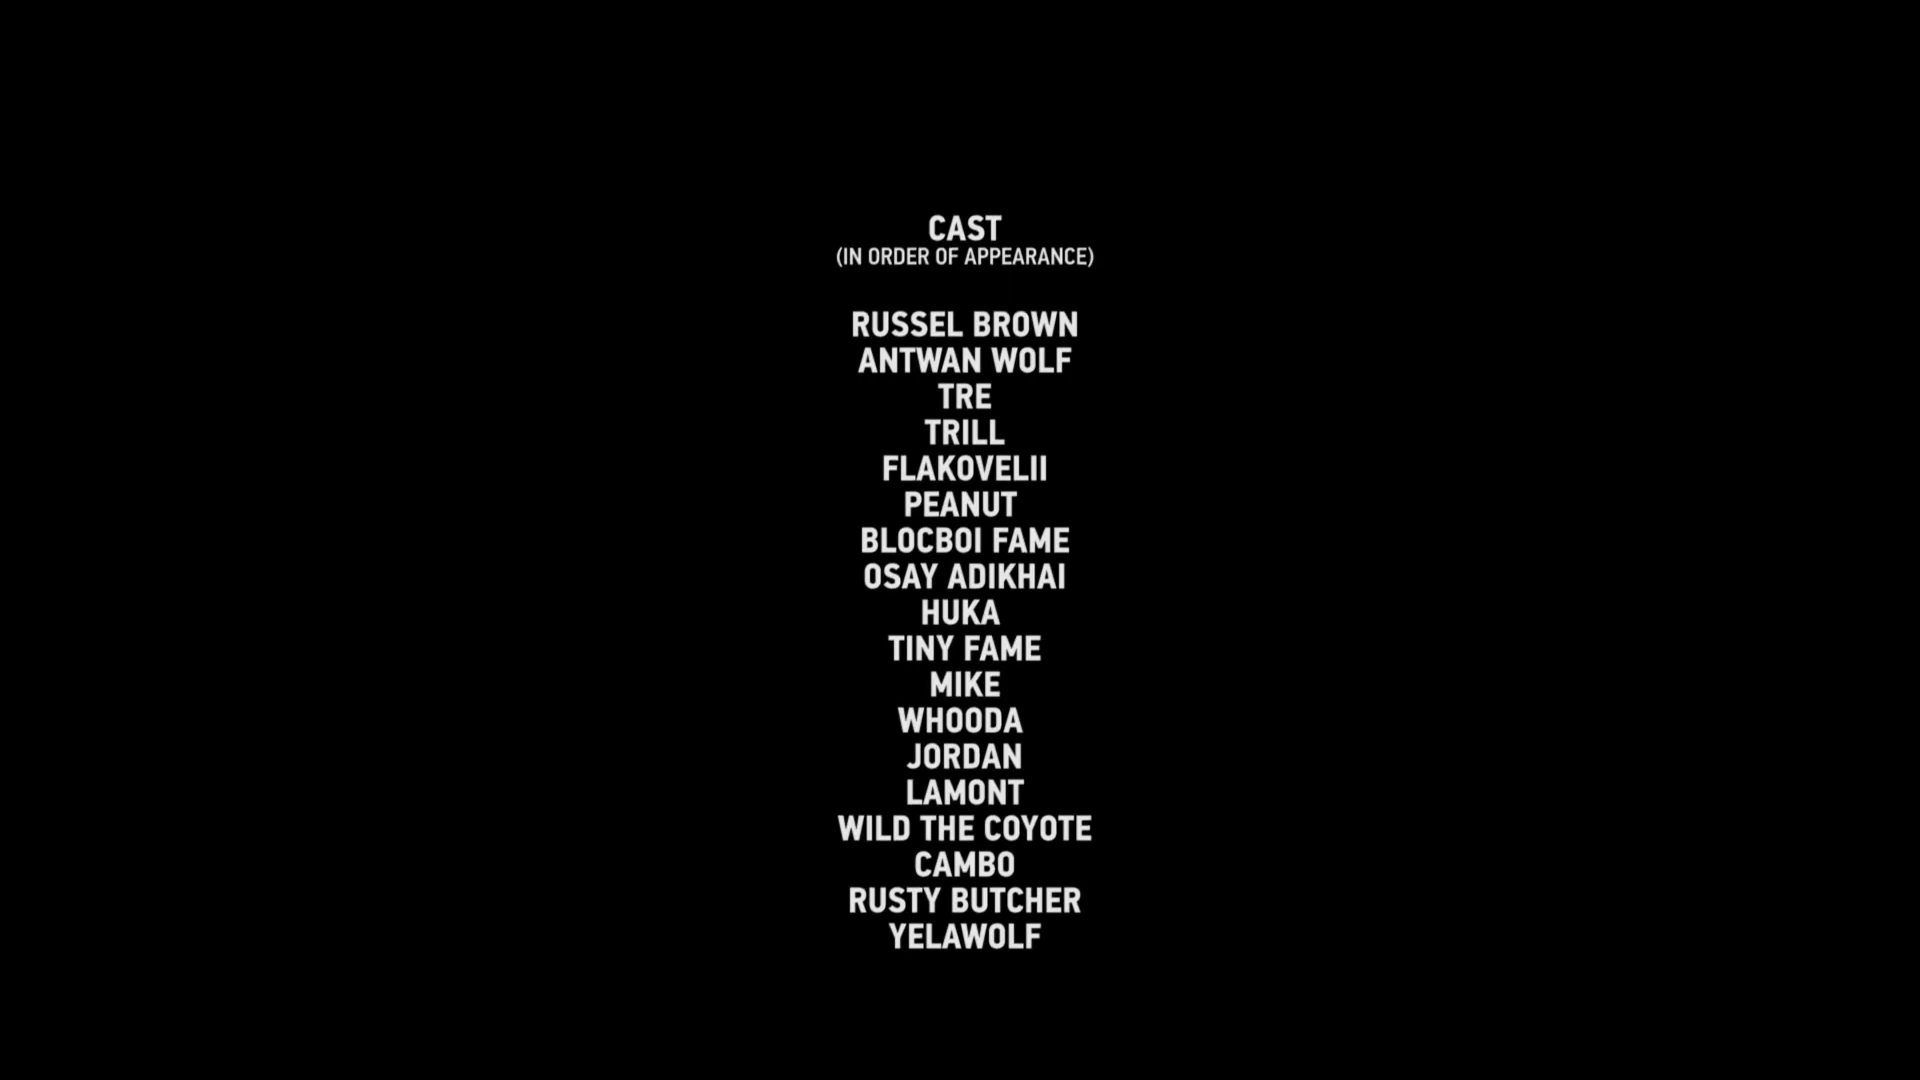 CAST
(IN ORDER OF APPEARANCE)
RUSSEL BROWN
ANTWAN WOLF
TRE
TRILL
FLAKOVELII
PEANUT
BLOCBOI FAME
OSAY ADIKHAI
HUKA
TINY FAME
MIKE
WHOODA
JORDAN
LAMONT
WILD THE COYOTE
CAMBO
RUSTY BUTCHER
YELAWOLF